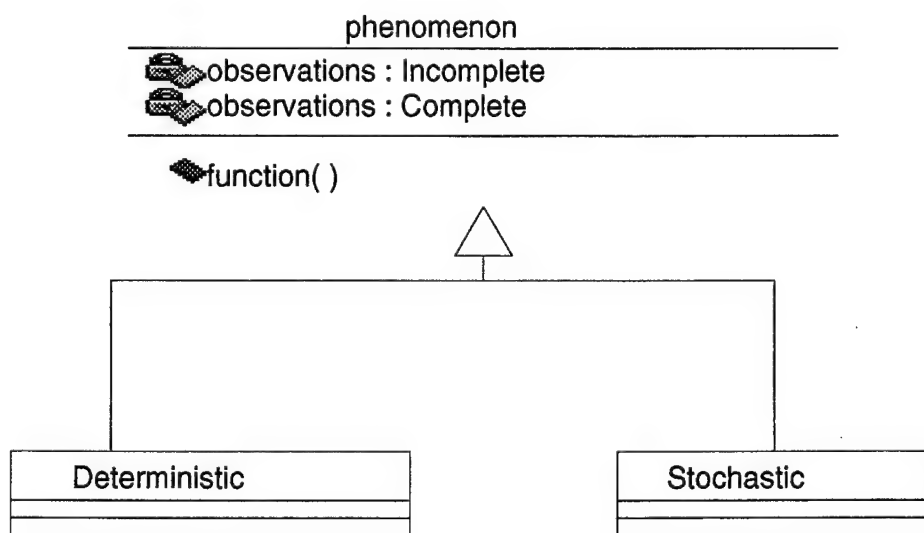 phenomenon
observations : Incomplete
observations : Complete
function( )
Deterministic
Stochastic